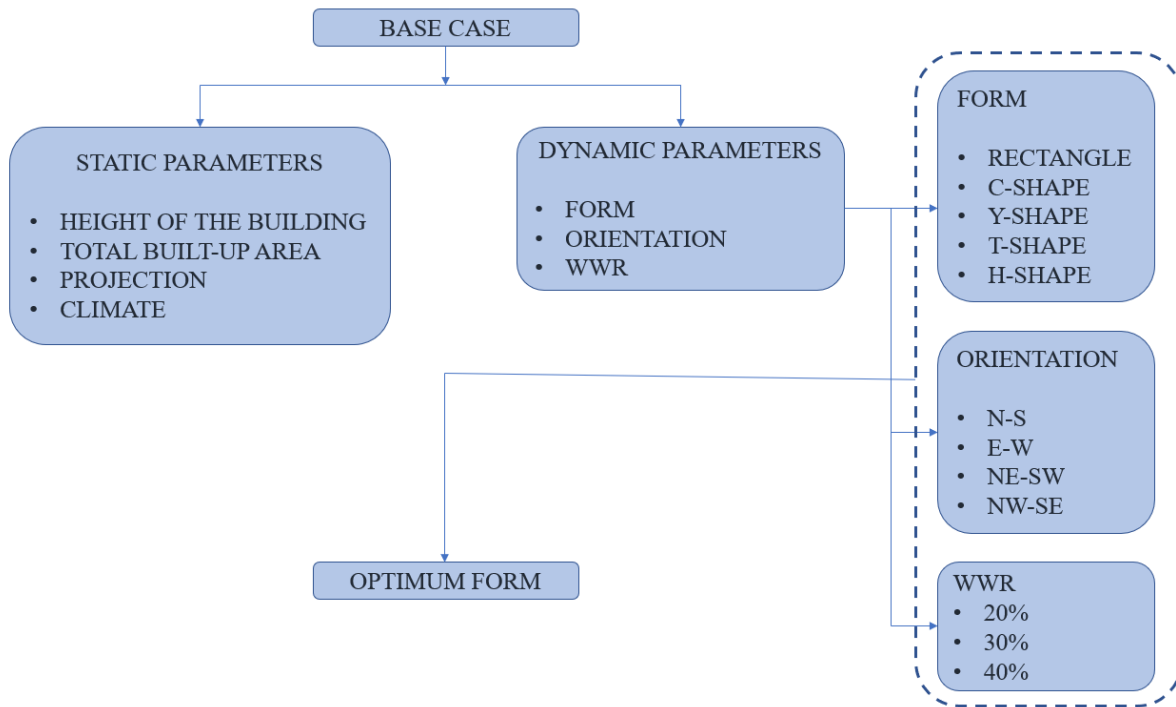 BASE CASE
STATIC PARAMETERS
• HEIGHT OF THE BUILDING
• TOTAL BUILT-UP AREA
• PROJECTION
• CLIMATE
DYNAMIC PARAMETERS
• FORM
• ORIENTATION
• WWR
FORM
• RECTANGLE
• C-SHAPE
• Y-SHAPE
• T-SHAPE
• H-SHAPE
ORIENTATION
• N-S
• E-W
• NE-SW
• NW-SE
WWR
• 20%
• 30%
• 40%
OPTIMUM FORM